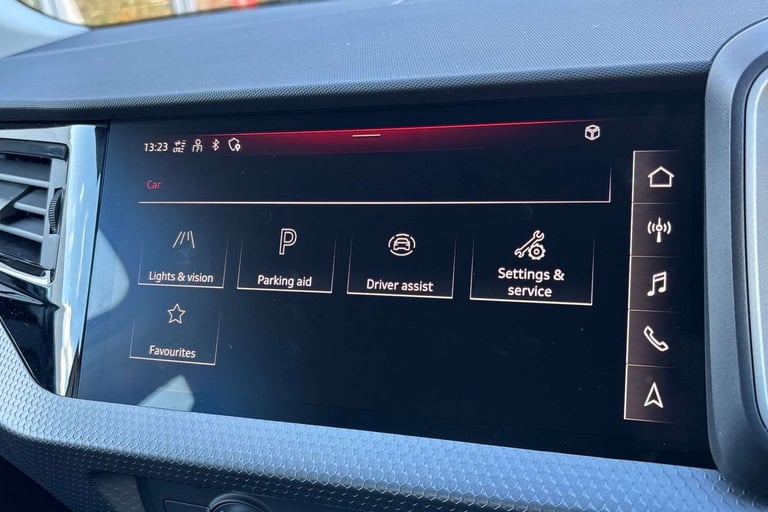 13:23
Car
Lights & vision
Parking aid
Driver assist
Settings &
service
Favourites